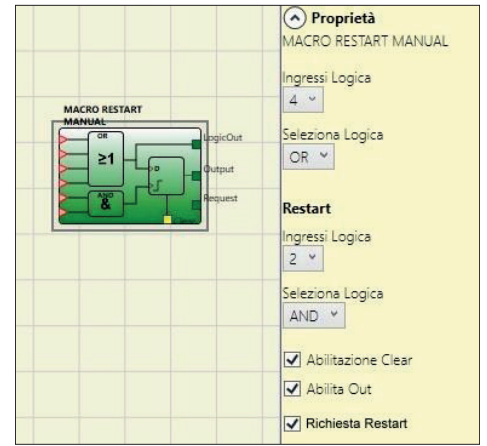 Proprietà
MACRO RESTART MANUAL
Ingressi Logica
4
Seleziona Logica
OR
Restart
Ingressi Logica
2
Seleziona Logica
AND
Abilitazione Clear
Abilita Out
Richiesta Restart
MACRO RESTART
MANUAL
OR
≥1
AND
&
D
LogicOut
Output
Request
Clear